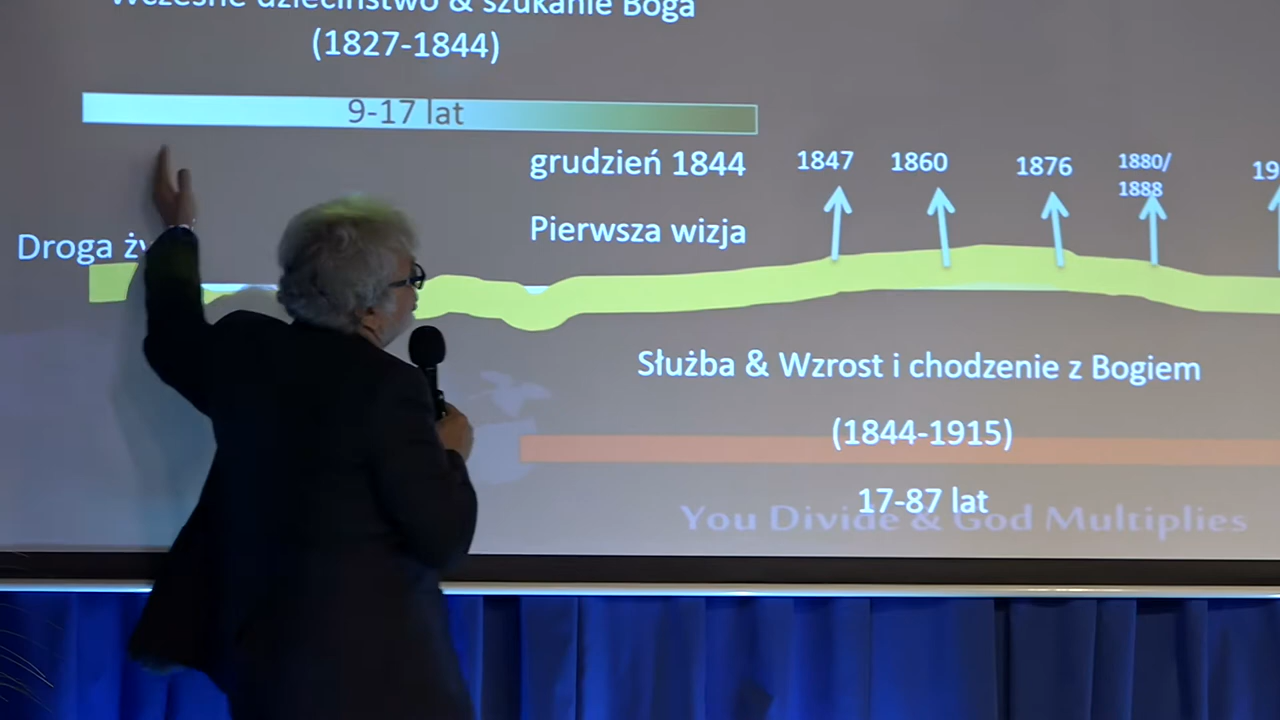 Wczesne dzieciństwo & szukanie Boga
(1827-1844)
9-17 lat
grudzień 1844
1847
1860
1876
1880/
1888
19
Pierwsza wizja
Droga ży
Służba & Wzrost i chodzenie z Bogiem
(1844-1915)
17-87 lat
You Divide & God Multiplies